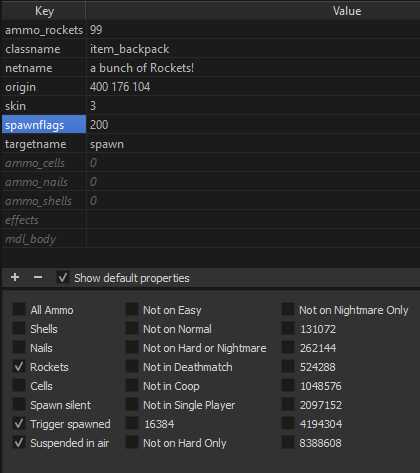 Key Value
ammo_rockets 99
classname item_backpack
netname a bunch of Rockets!
origin 400 176 104
skin 3
spawnflags 200
targetname spawn
ammo_cells 0
ammo_nails 0
ammo_shells 0
effects
mdl_body
+ − Show default properties
All Ammo Not on Easy Not on Nightmare Only
Shells Not on Normal 131072
Nails Not on Hard or Nightmare 262144
Rockets Not in Deathmatch 524288
Cells Not in Coop 1048576
Spawn silent Not in Single Player 2097152
Trigger spawned 16384 4194304
Suspended in air Not on Hard Only 8388608